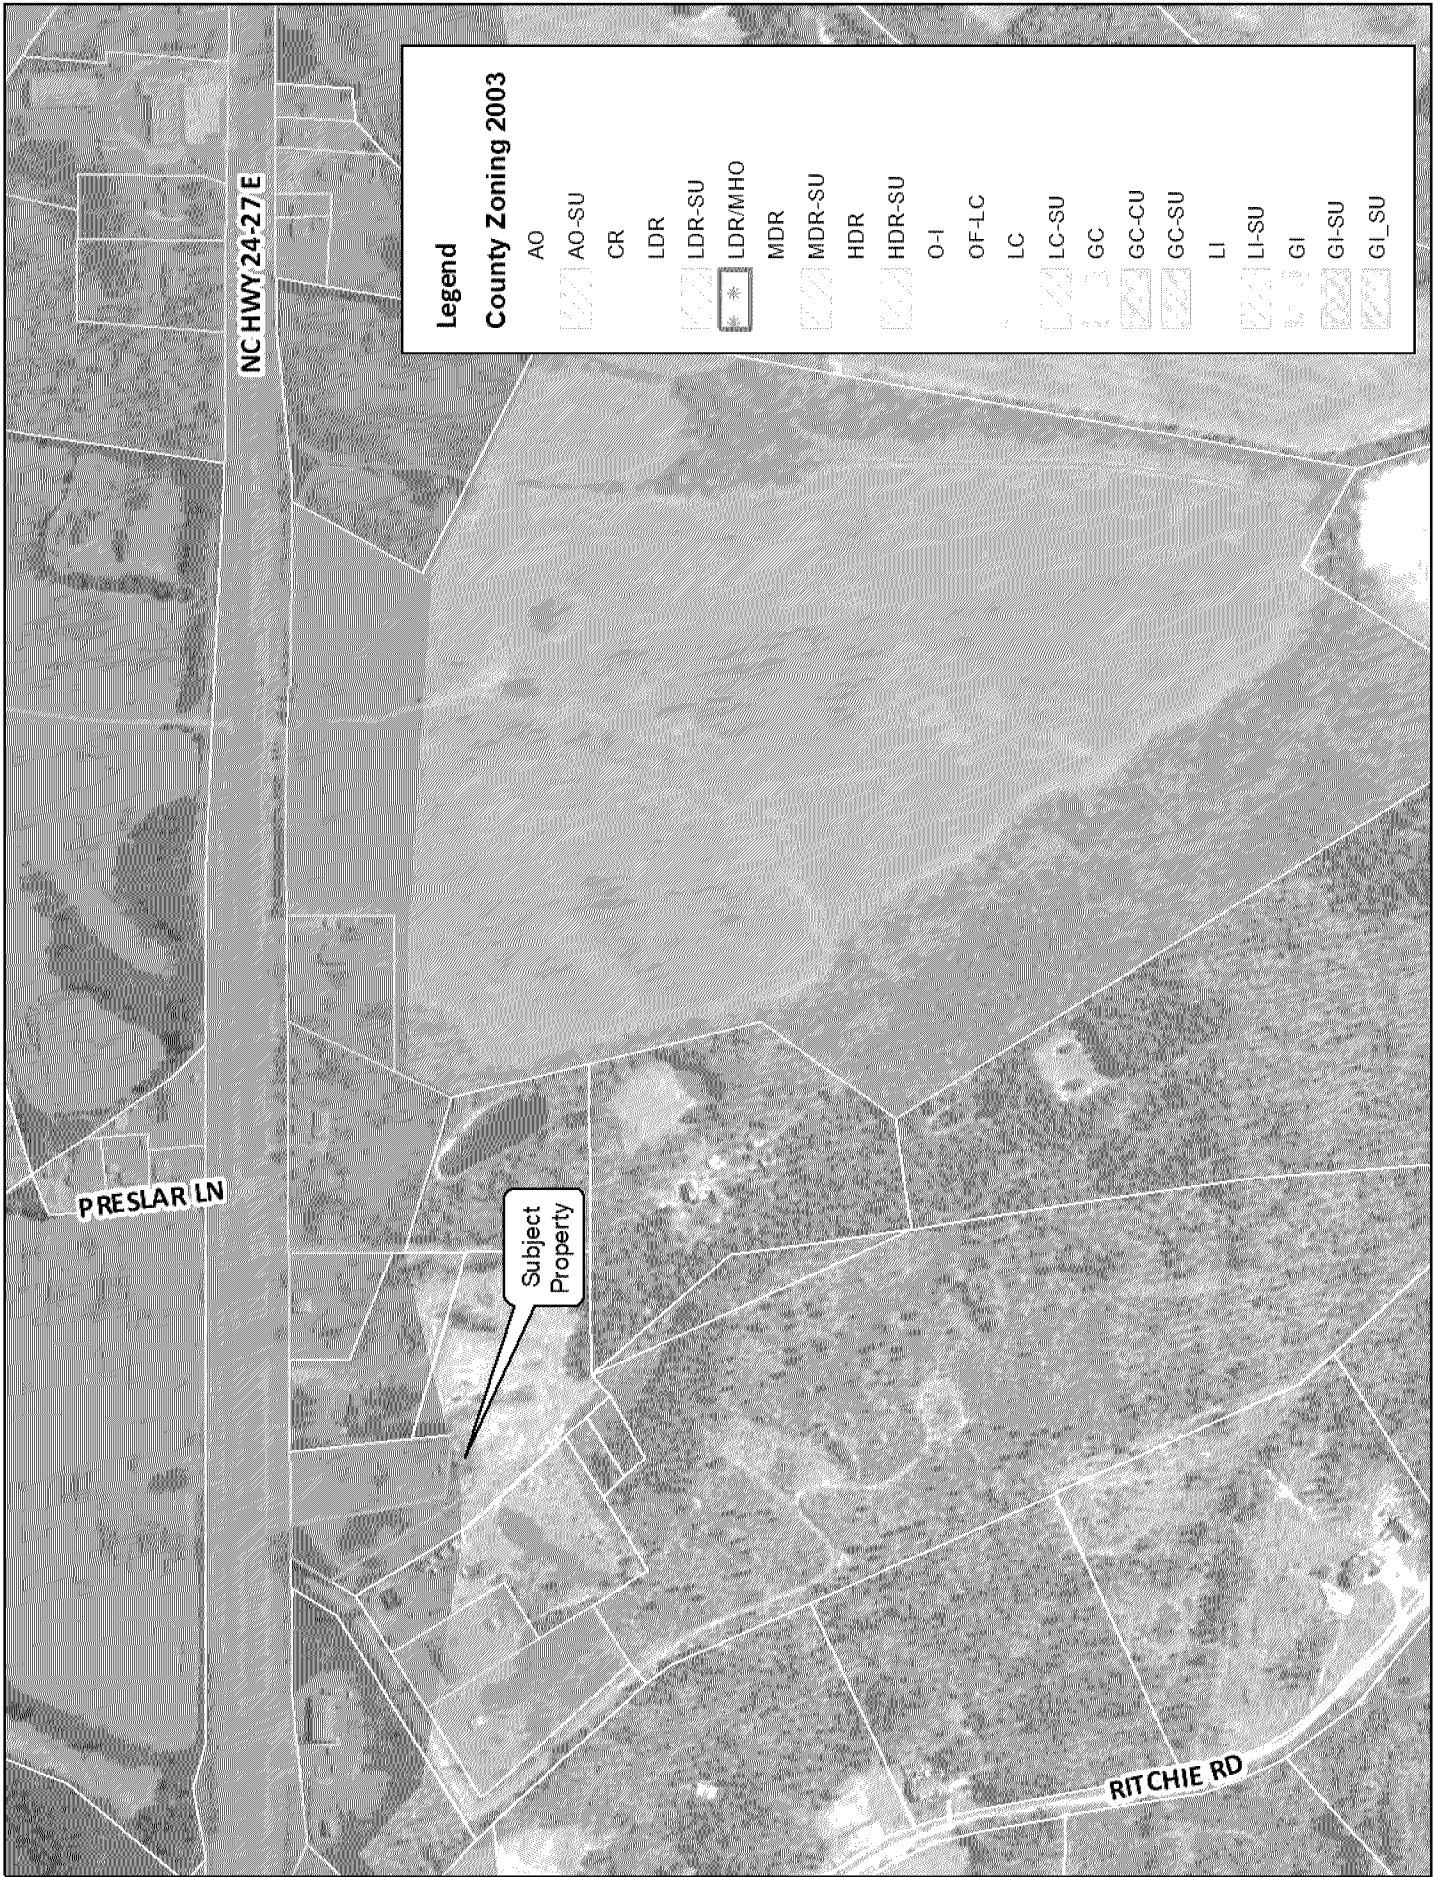 NC HWY 24-27 E
PRESLAR LN
Subject
Property
RITCHIE RD
Legend
County Zoning 2003
AO
AO-SU
CR
LDR
LDR-SU
LDR/MHO
MDR
MDR-SU
HDR
HDR-SU
O-I
OF-LC
LC
LC-SU
GC
GC-CU
GC-SU
LI
LI-SU
GI
GI-SU
GI_SU